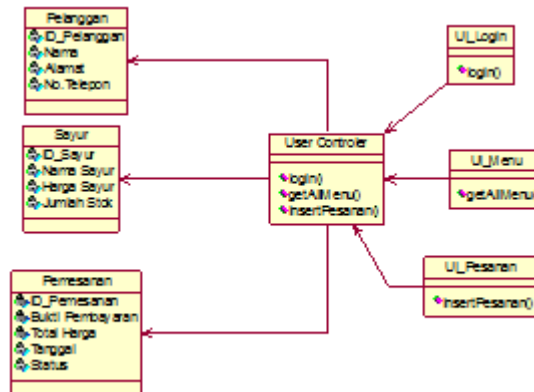 Pelanggan
ID_Pelanggan
Nama
Alamat
No. Telepon
Sayur
ID_Sayur
Nama Sayur
Harga Sayur
Jumlah Stok
Pemesanan
ID_Pemesanan
Bukti Pembayaran
Total Harga
Tanggal
Status
User Controler
login()
getAllMenu()
insertPesanan()
UI_Login
login()
UI_Menu
getAllMenu
UI_Pesanan
insertPesanan()